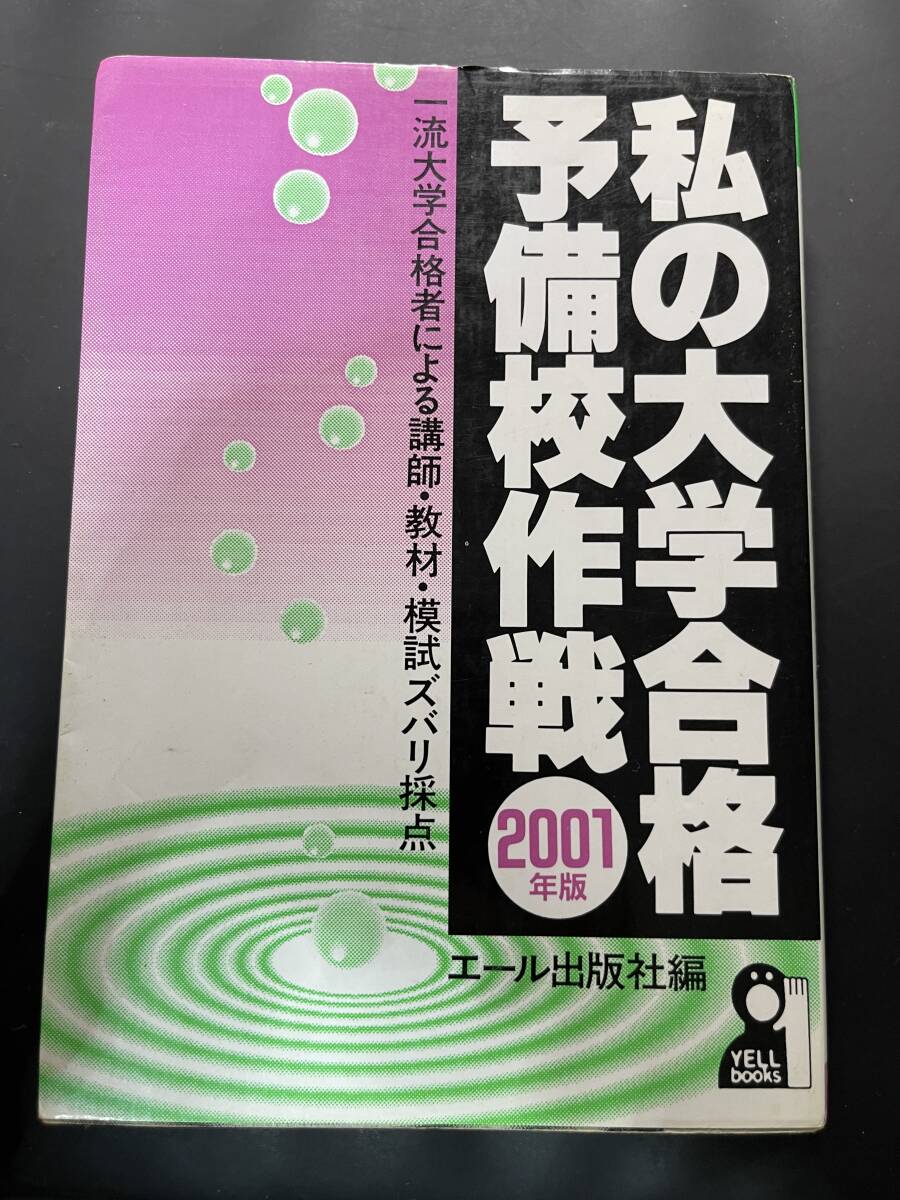 私の大学合格
予備校作戦
2001
年版
一流大学合格者による講師・教材・模試ズバリ採点
エール出版社編
YELL
books